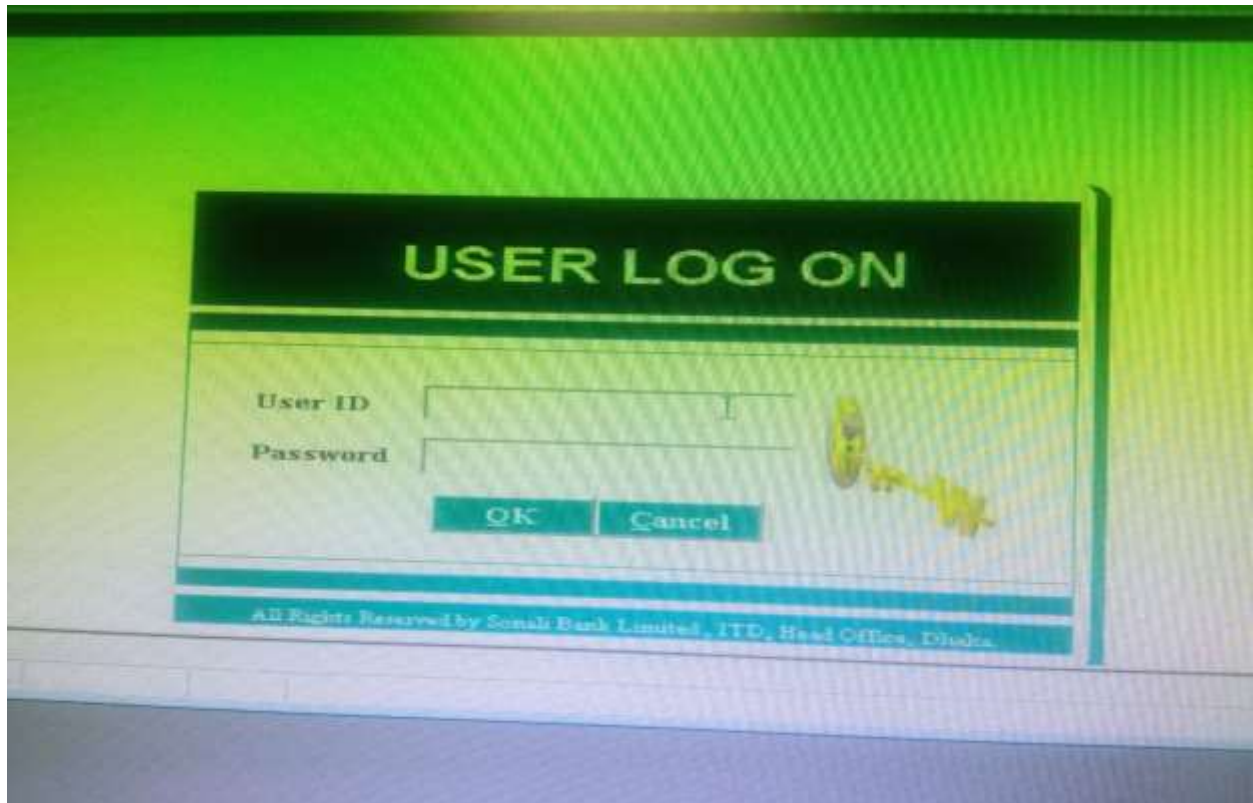 USER LOG ON
User ID
Password
OK
Cancel
All Rights Reserved by Sonali Bank Limited , ITD, Head Office, Dhaka.